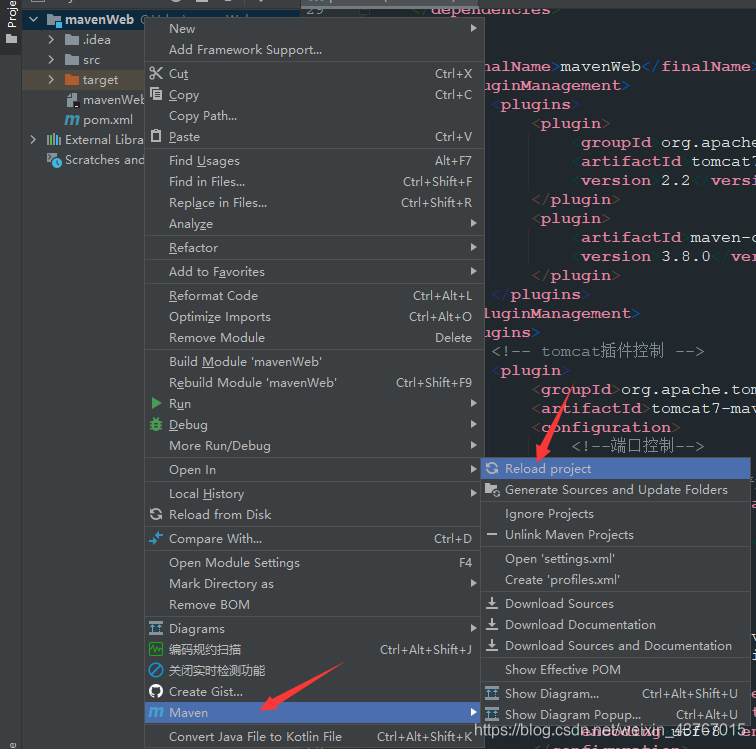 Proje
mavenWeb
.idea
src
target
mavenWeb
pom.xml
External Libra
Scratches and
New
Add Framework Support...
Cut Ctrl+X
Copy Ctrl+C
Copy Path...
Paste Ctrl+V
Find Usages Alt+F7
Find in Files... Ctrl+Shift+F
Replace in Files... Ctrl+Shift+R
Analyze
Refactor
Add to Favorites
Reformat Code Ctrl+Alt+L
Optimize Imports Ctrl+Alt+O
Remove Module Delete
Build Module 'mavenWeb'
Rebuild Module 'mavenWeb' Ctrl+Shift+F9
Run
Debug
More Run/Debug
Open In
Local History
Reload from Disk
Compare With... Ctrl+D
Open Module Settings F4
Mark Directory as
Remove BOM
Diagrams
编码规约扫描 Ctrl+Alt+Shift+J
关闭实时检测功能
Create Gist...
Maven
Convert Java File to Kotlin File Ctrl+Alt+Shift+K
29 </dependencies>
nalName>mavenWeb</finalName>
uginManagement>
<plugins>
<plugin>
<groupId>org.apache
<artifactId>tomcat7
<version>2.2</version
</plugin>
<plugin>
<artifactId>maven-c
<version>3.8.0</ver
</plugin>
</plugins>
luginManagement>
ugins>
<!-- tomcat插件控制 -->
<plugin>
<groupId>org.apache.tom
<artifactId>tomcat7-mav
<configuration>
<!--端口控制-->
Reload project
Generate Sources and Update Folders
Ignore Projects
Unlink Maven Projects
Open 'settings.xml'
Create 'profiles.xml'
Download Sources
Download Documentation
Download Sources and Documentation
Show Effective POM
Show Diagram... Ctrl+Alt+Shift+U
Show Diagram Popup... Ctrl+Alt+U
https://blog.csdn.net/weixin_43767015
</configuration>